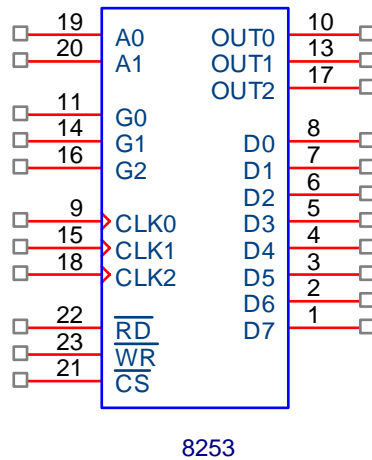 19 A0 OUT0 10
20 A1 OUT1 13
OUT2 17
11 G0
14 G1 D0 8
16 G2 D1 7
D2 6
9 CLK0 D3 5
15 CLK1 D4 4
18 CLK2 D5 3
D6 2
22 RD D7 1
23 WR
21 CS
8253